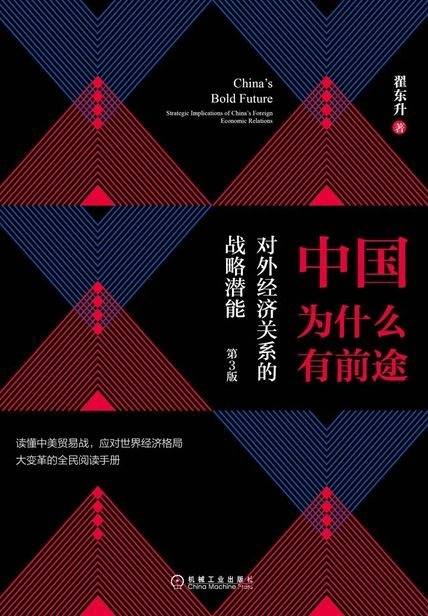 China's
Bold Future
Strategic Implications of China's Foreign
Economic Relations
翟东升
著
中国
为什么
有前途
对外经济关系的
战略潜能
第3版
读懂中美贸易战，应对世界经济格局
大变革的全民阅读手册
机械工业出版社
China Machine Press